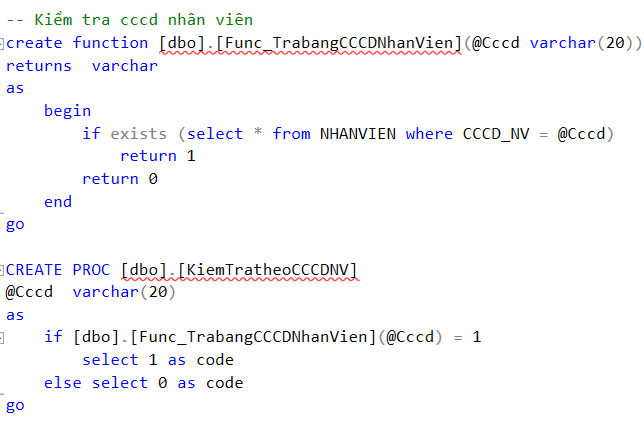 -- Kiểm tra cccd nhân viên
create function [dbo].[Func_TrabangCCCDNhanVien](@Cccd varchar(20))
returns  varchar
as
    begin
        if exists (select * from NHANVIEN where CCCD_NV = @Cccd)
            return 1
        return 0
    end
go

CREATE PROC [dbo].[KiemTratheoCCCDNV]
@Cccd  varchar(20)
as
    if [dbo].[Func_TrabangCCCDNhanVien](@Cccd) = 1
        select 1 as code
    else select 0 as code
go